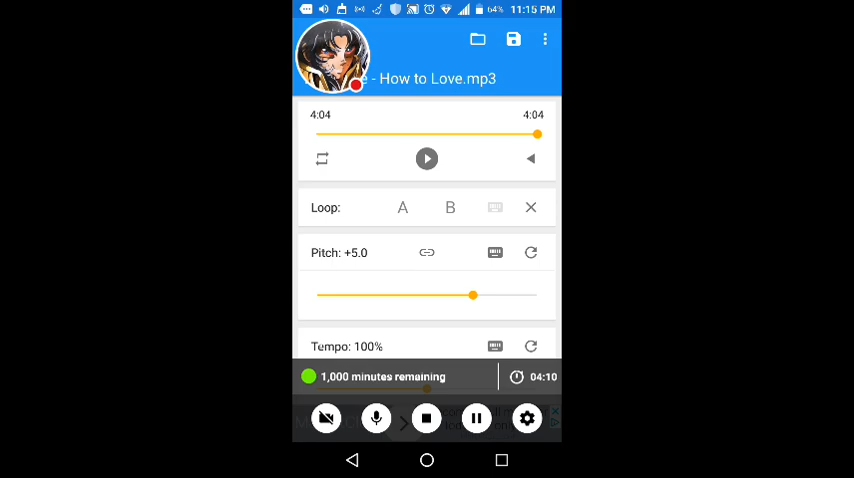 64% 11:15 PM
e - How to Love.mp3
4:04 4:04
Loop: A B
Pitch: +5.0
Tempo: 100%
1,000 minutes remaining 04:10